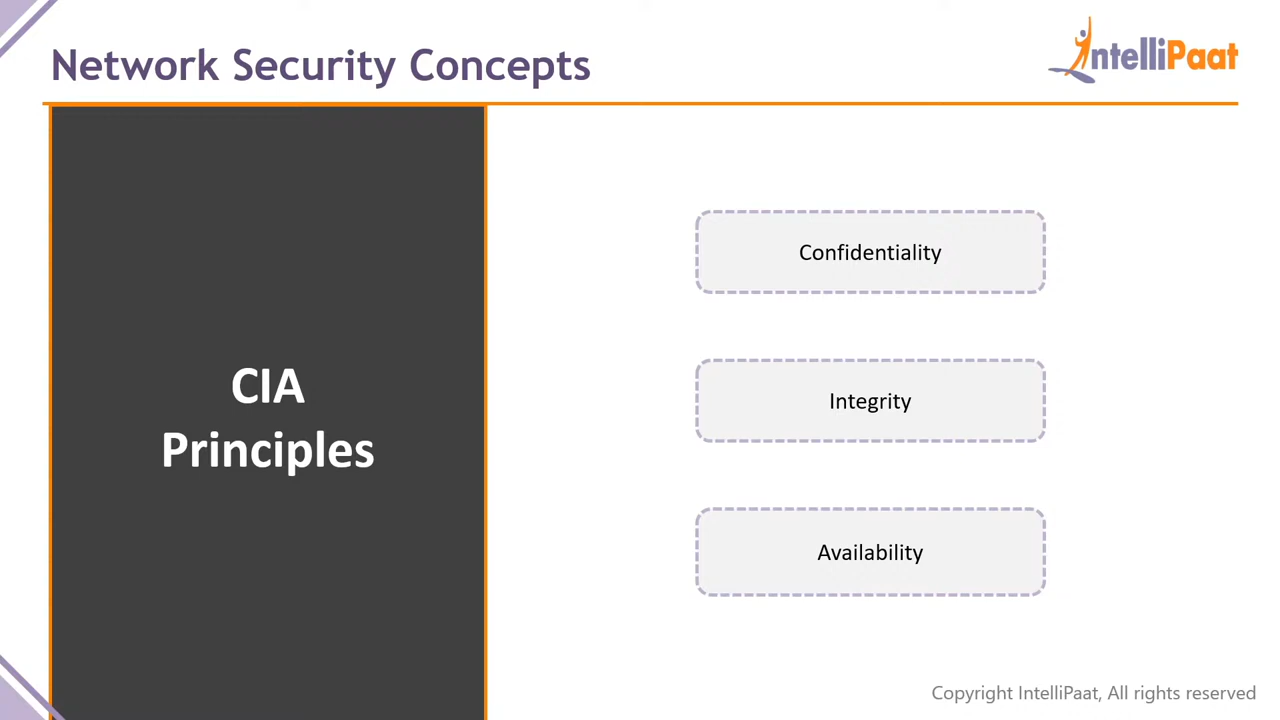 Network Security Concepts
IntelliPaat
CIA
Principles
Confidentiality
Integrity
Availability
Copyright IntelliPaat, All rights reserved